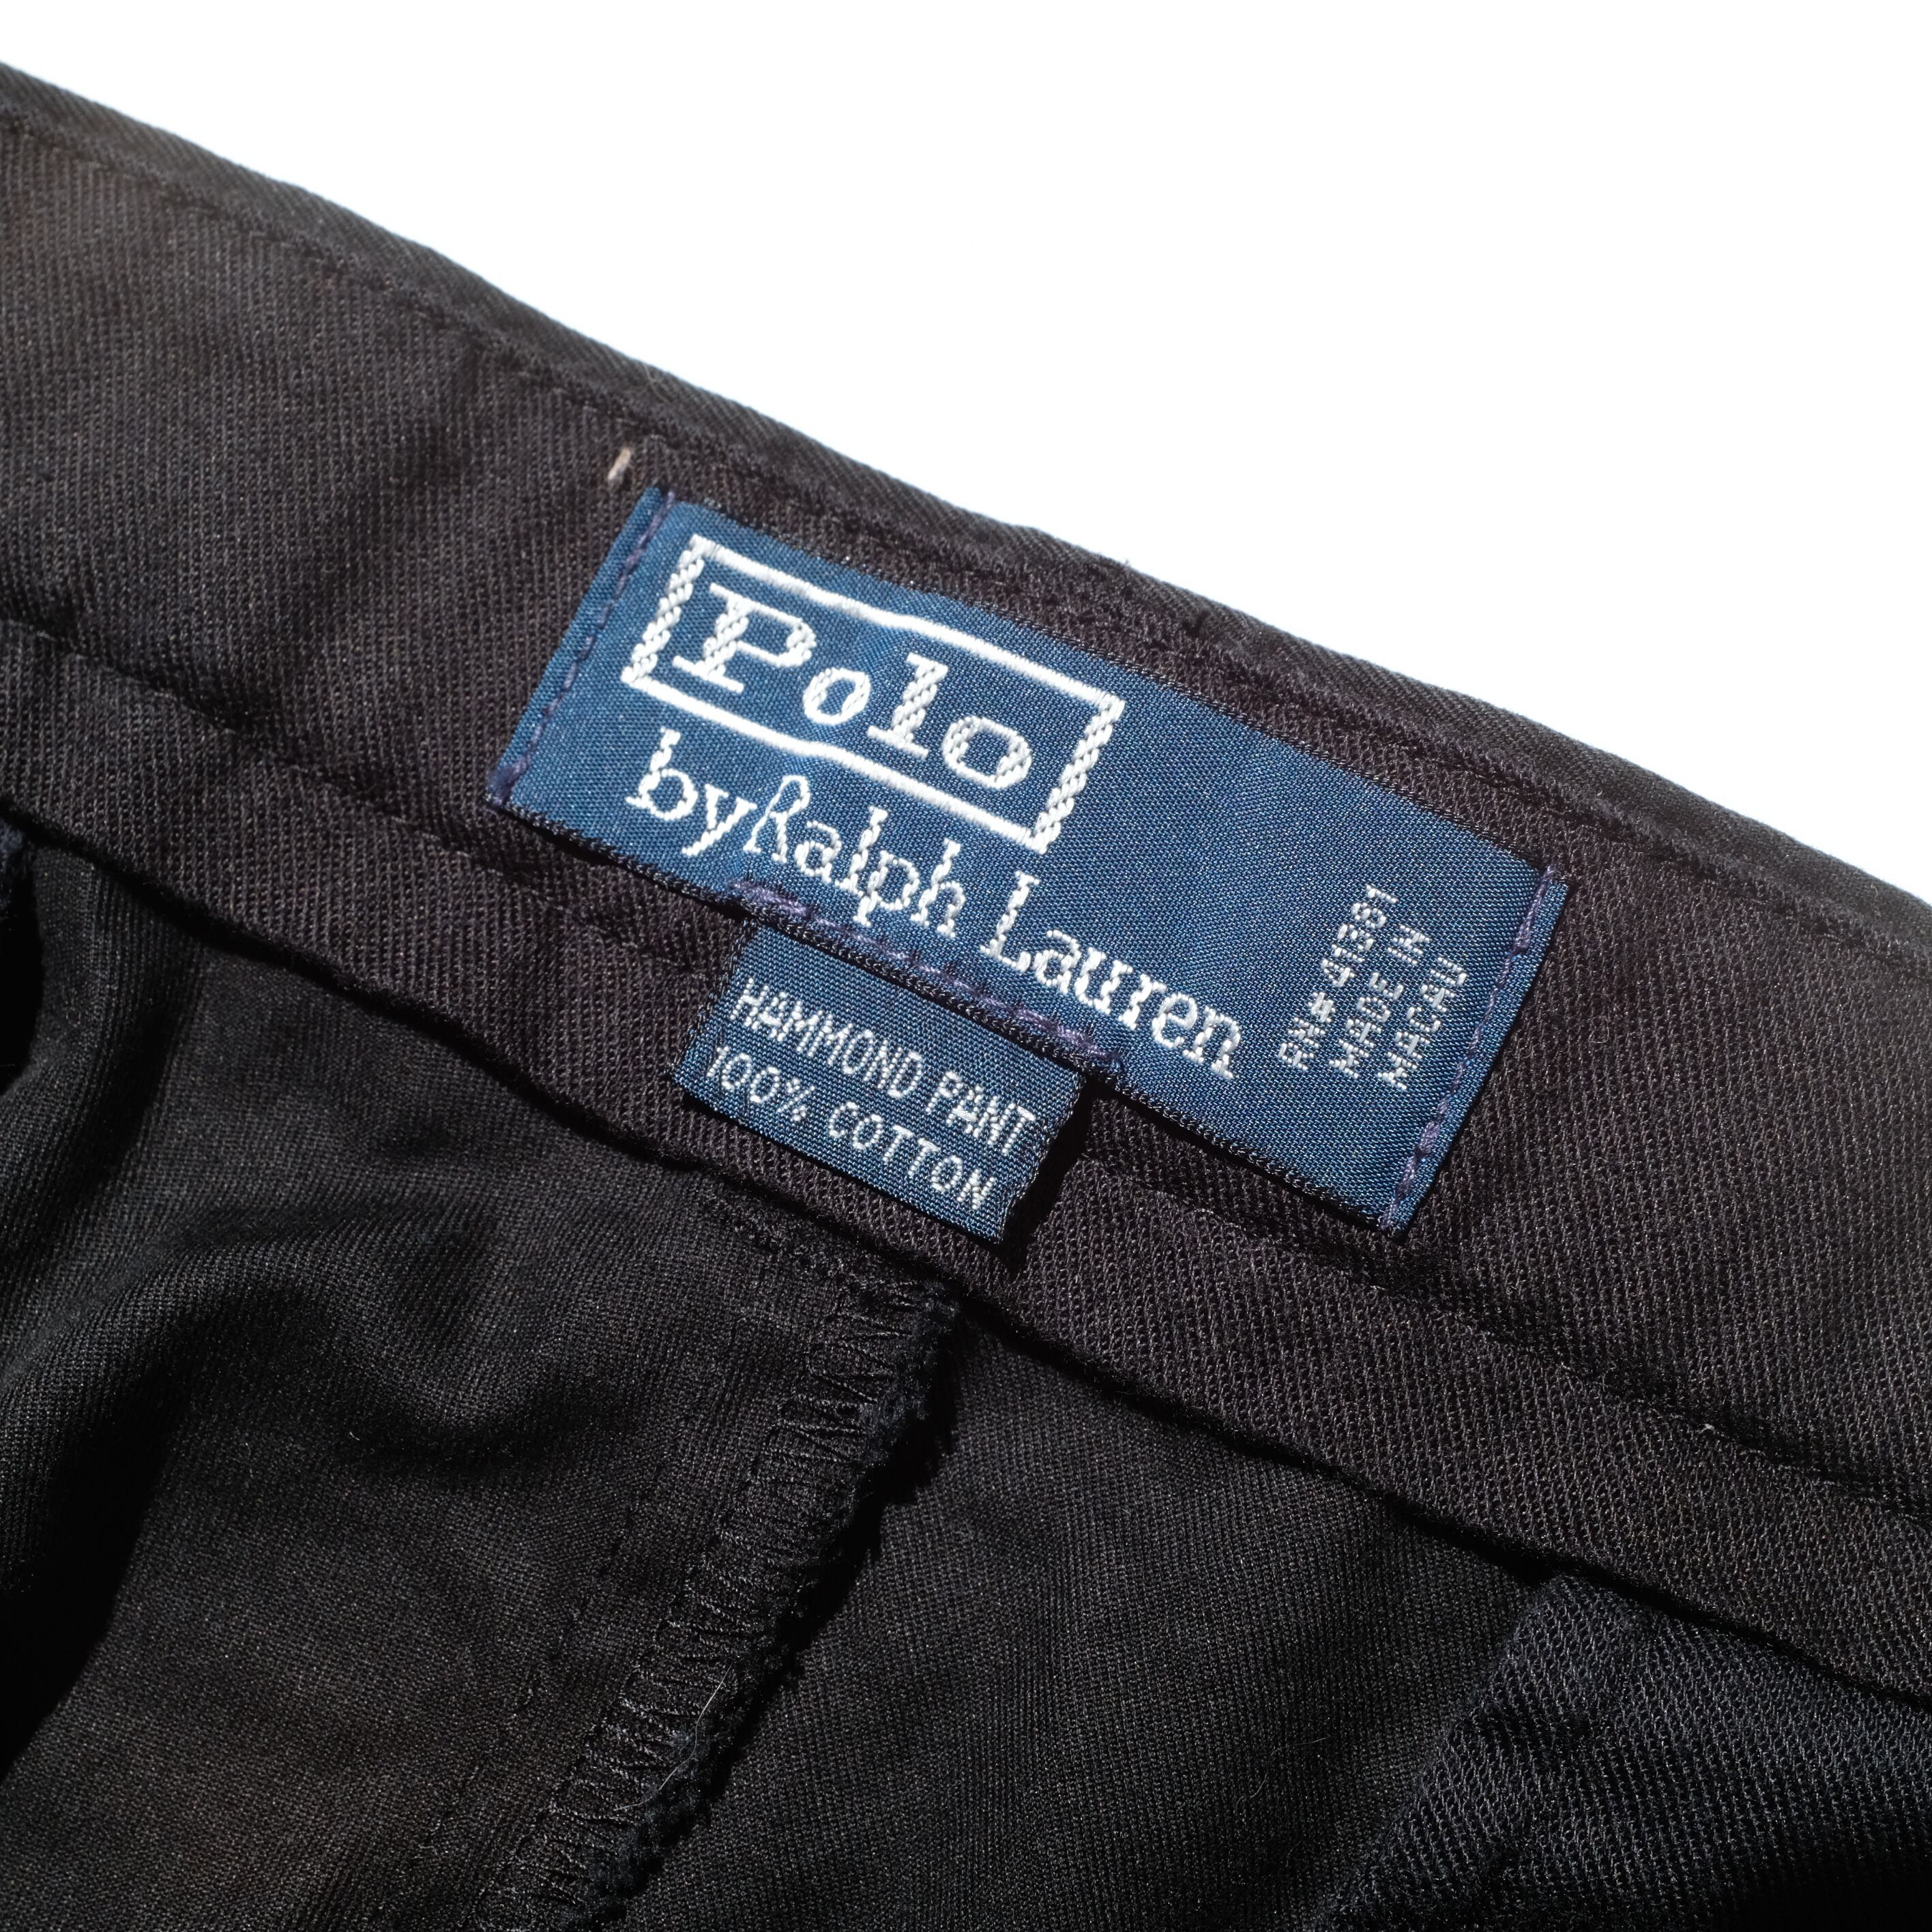 Polo
by Ralph Lauren
RN# 41381
MADE IN
MACAU
HAMMOND PANT
100% COTTON